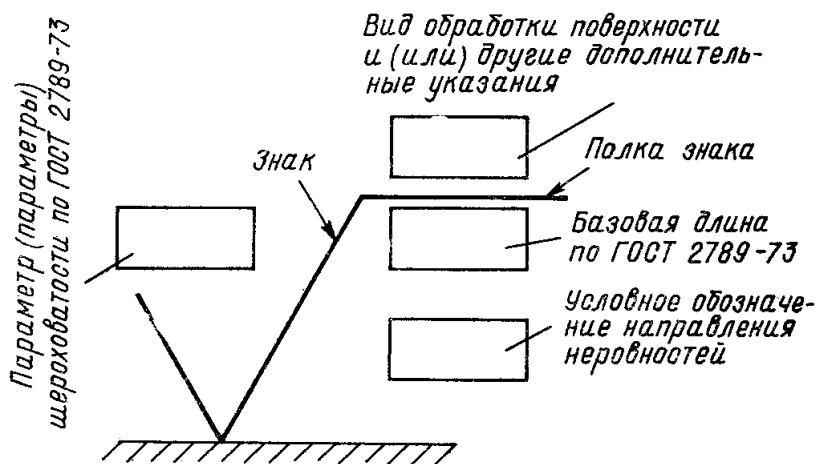 Параметр (параметры)
шероховатости по ГОСТ 2789-73
Вид обработки поверхности
и (или) другие дополнитель-
ные указания
Знак
Полка знака
Базовая длина
по ГОСТ 2789-73
Условное обозначе-
ние направления
неровностей